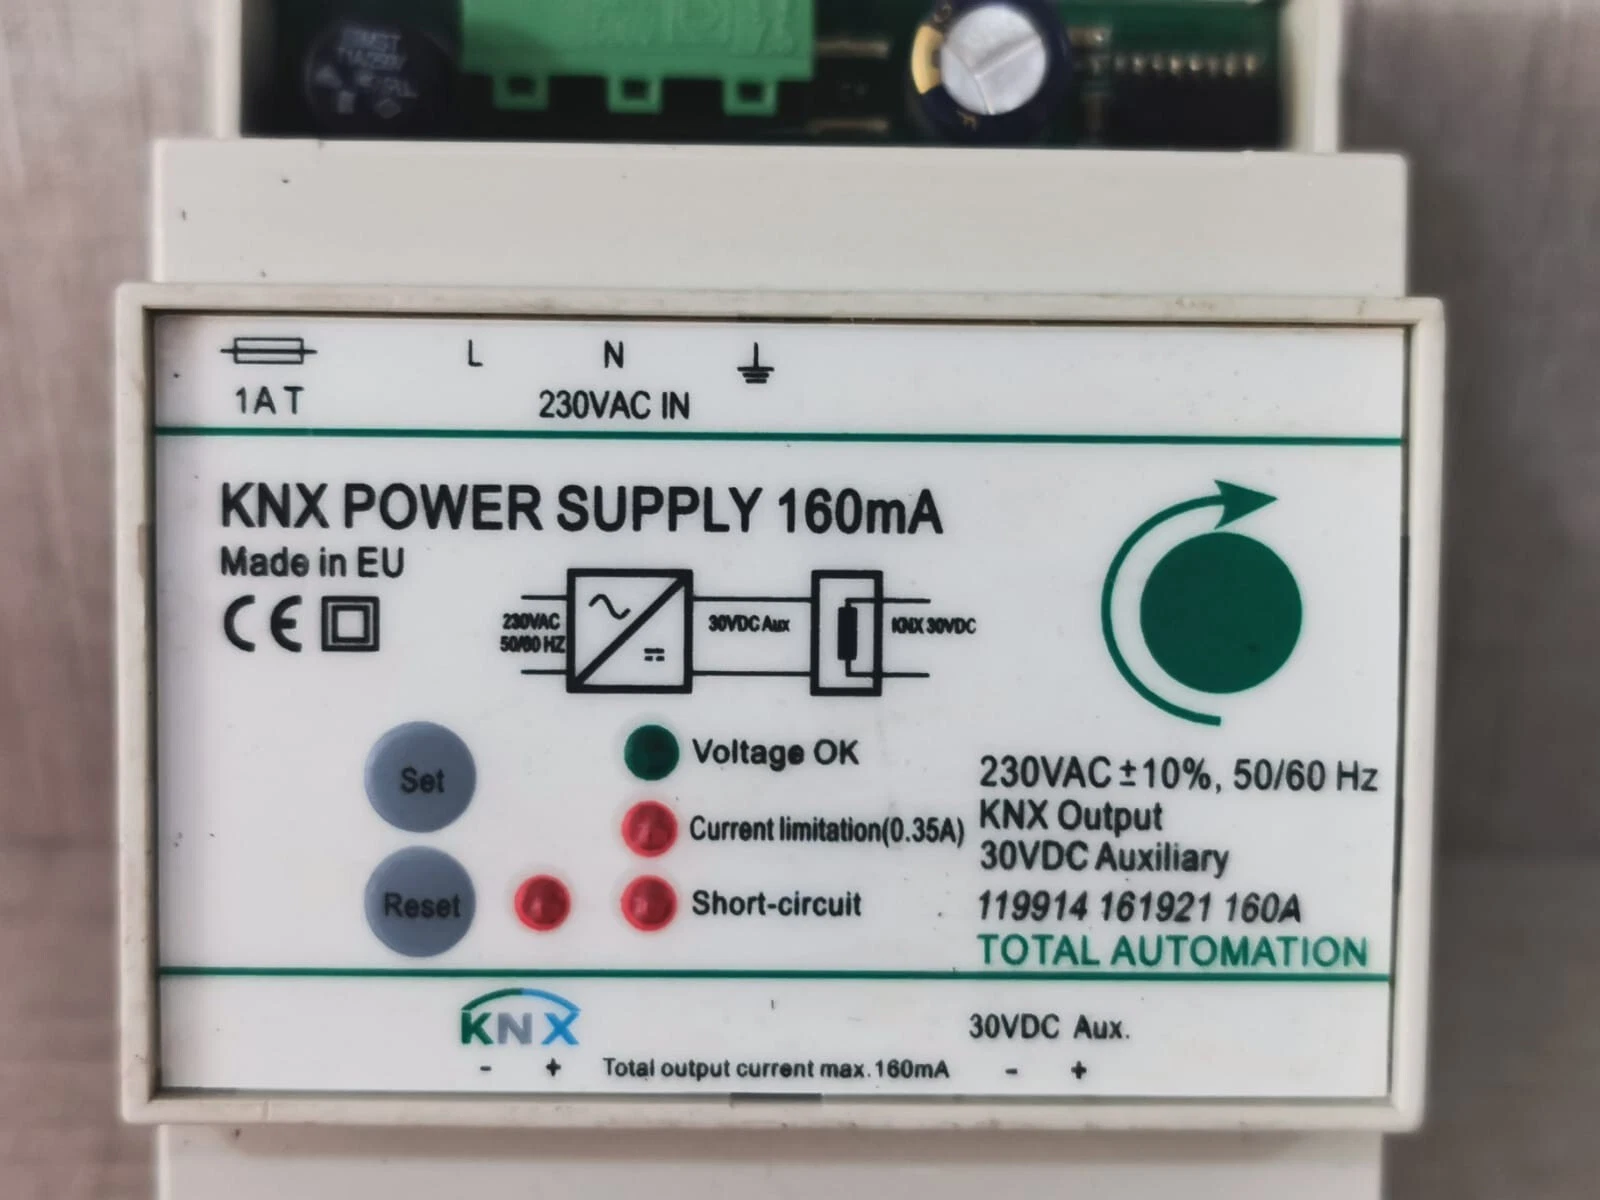 1A T
L N
230VAC IN
KNX POWER SUPPLY 160mA
Made in EU
CE
230VAC
50/60 HZ
30VDC Aux
KNX 30VDC
Set
Reset
Voltage OK
Current limitation(0.35A)
Short-circuit
230VAC ±10%, 50/60 Hz
KNX Output
30VDC Auxiliary
119914 161921 160A
TOTAL AUTOMATION
KNX
- +
Total output current max. 160mA
30VDC Aux.
- +